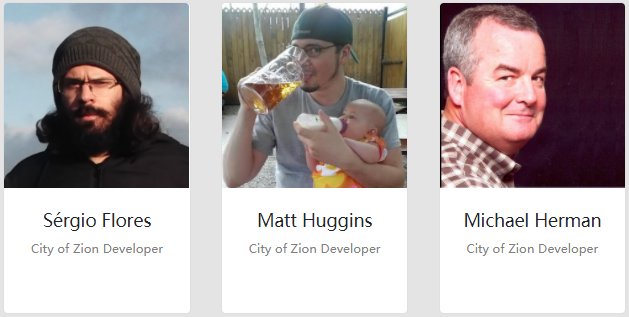 Sérgio Flores
City of Zion Developer
Matt Huggins
City of Zion Developer
Michael Herman
City of Zion Developer